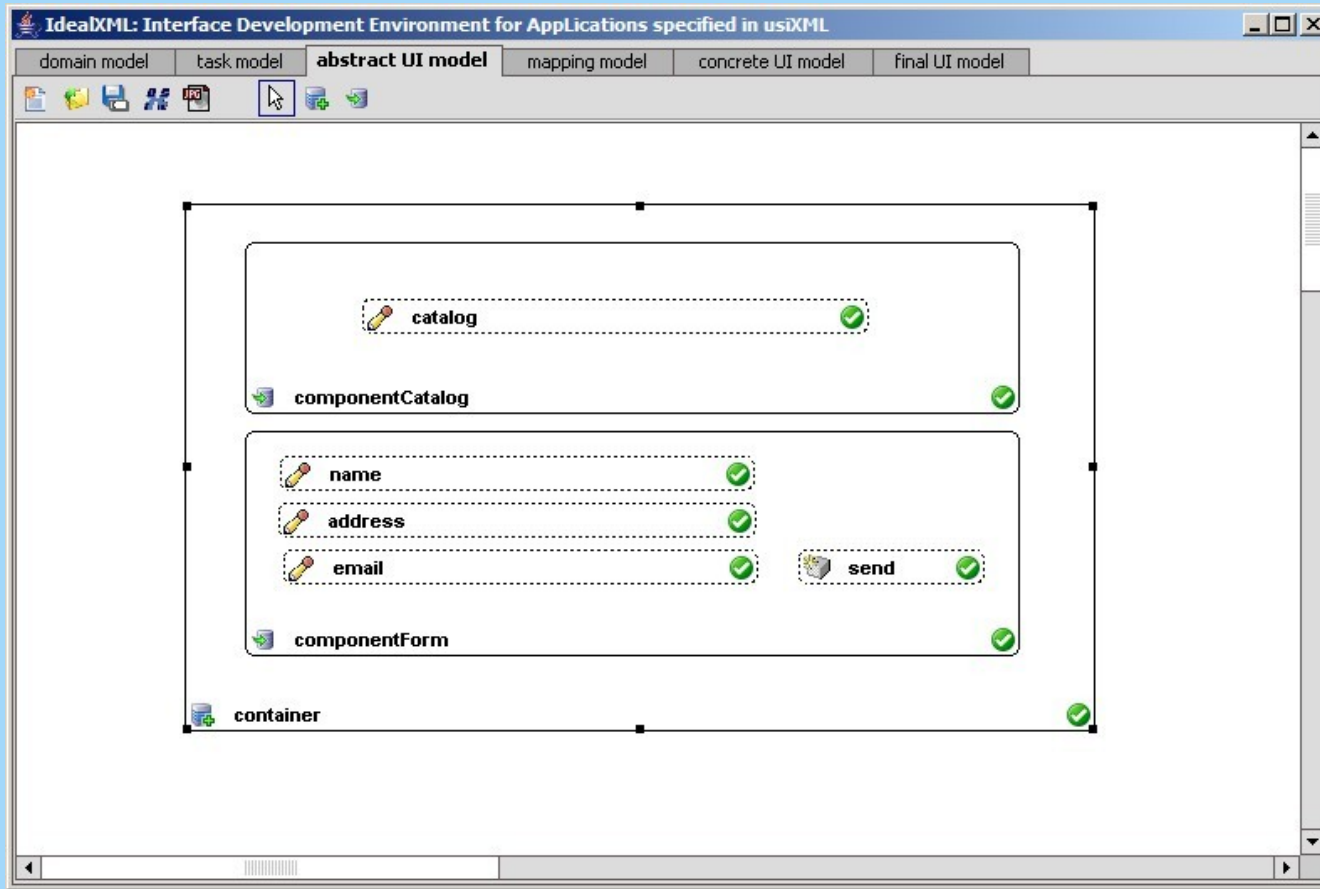 IdealXML: Interface Development Environment for AppLications specified in usiXML
domain model task model abstract UI model mapping model concrete UI model final UI model
JPG
catalog
componentCatalog
name
address
email send
componentForm
container